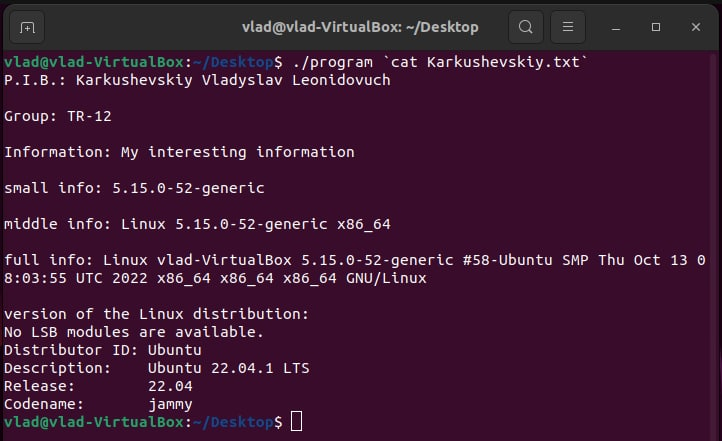 vlad@vlad-VirtualBox: ~/Desktop
vlad@vlad-VirtualBox:~/Desktop$ ./program `cat Karkushevskiy.txt`
P.I.B.: Karkushevskiy Vladyslav Leonidovuch
Group: TR-12
Information: My interesting information
small info: 5.15.0-52-generic
middle info: Linux 5.15.0-52-generic x86_64
full info: Linux vlad-VirtualBox 5.15.0-52-generic #58-Ubuntu SMP Thu Oct 13 0
8:03:55 UTC 2022 x86_64 x86_64 x86_64 GNU/Linux
version of the Linux distribution:
No LSB modules are available.
Distributor ID: Ubuntu
Description:    Ubuntu 22.04.1 LTS
Release:        22.04
Codename:       jammy
vlad@vlad-VirtualBox:~/Desktop$